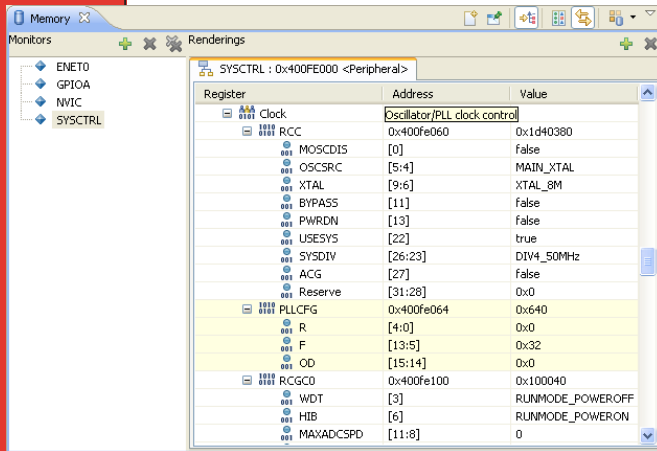 Memory
Monitors
Renderings
ENET0
GPIOA
NVIC
SYSCTRL
SYSCTRL : 0x400FE000 <Peripheral>
Register Address Value
Clock Oscillator/PLL clock control
RCC 0x400fe060 0x1d40380
MOSCDIS [0] false
OSCSRC [5:4] MAIN_XTAL
XTAL [9:6] XTAL_8M
BYPASS [11] false
PWRDN [13] false
USESYS [22] true
SYSDIV [26:23] DIV4_50MHz
ACG [27] false
Reserve [31:28] 0x0
PLLCFG 0x400fe064 0x640
R [4:0] 0x0
F [13:5] 0x32
OD [15:14] 0x0
RCGC0 0x400fe100 0x100040
WDT [3] RUNMODE_POWEROFF
HIB [6] RUNMODE_POWERON
MAXADCSPD [11:8] 0